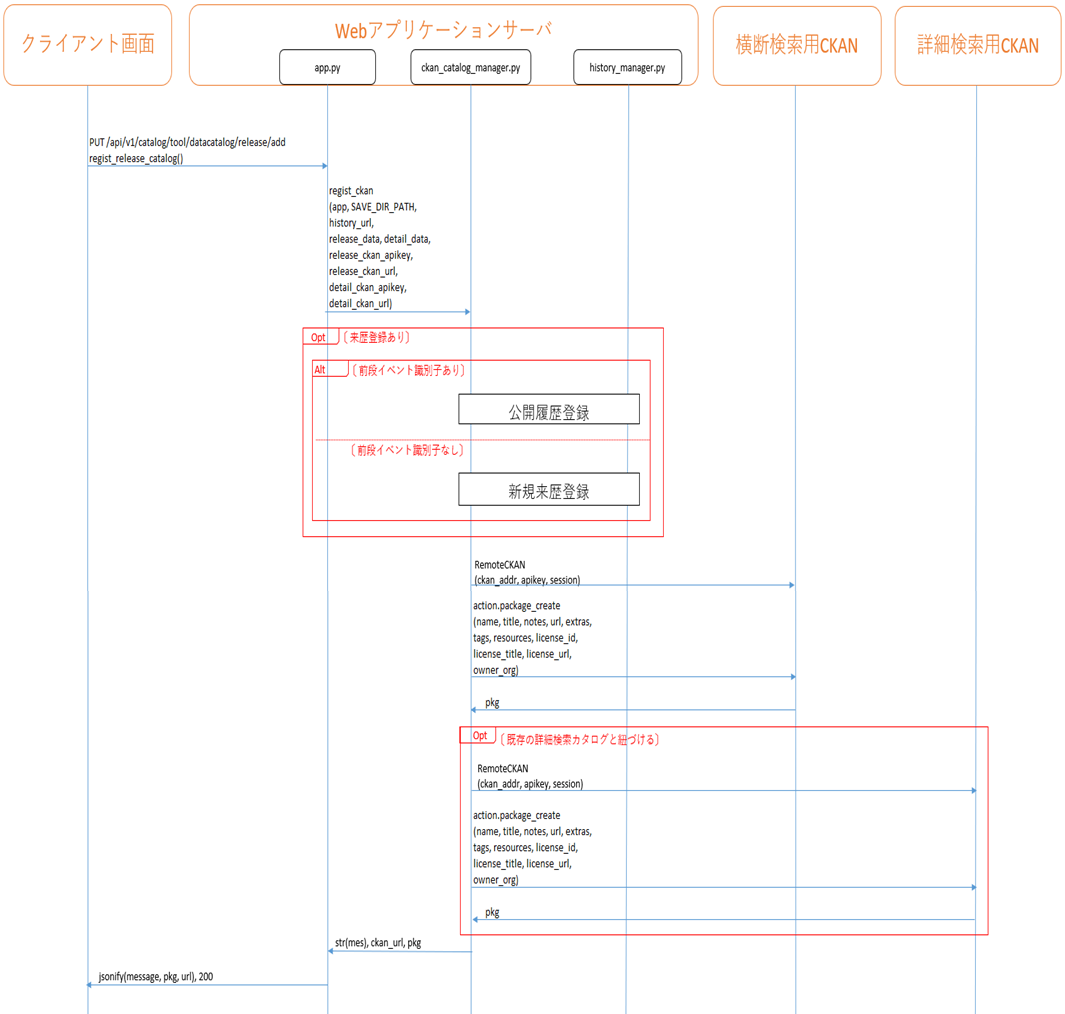 クライアント画面
Webアプリケーションサーバ
横断検索用CKAN
詳細検索用CKAN
app.py
ckan_catalog_manager.py
history_manager.py
PUT /api/v1/catalog/tool/datacatalog/release/add
regist_release_catalog()
regist_ckan
(app, SAVE_DIR_PATH,
history_url,
release_data, detail_data,
release_ckan_apikey,
release_ckan_url,
detail_ckan_apikey,
detail_ckan_url)
Opt 〔来歴登録あり〕
Alt 〔前段イベント識別子あり〕
公開履歴登録
〔前段イベント識別子なし〕
新規来歴登録
RemoteCKAN
(ckan_addr, apikey, session)
action.package_create
(name, title, notes, url, extras,
tags, resources, license_id,
license_title, license_url,
owner_org)
pkg
Opt 〔既存の詳細検索カタログと紐づける〕
RemoteCKAN
(ckan_addr, apikey, session)
action.package_create
(name, title, notes, url, extras,
tags, resources, license_id,
license_title, license_url,
owner_org)
pkg
str(mes), ckan_url, pkg
jsonify(message, pkg, url), 200